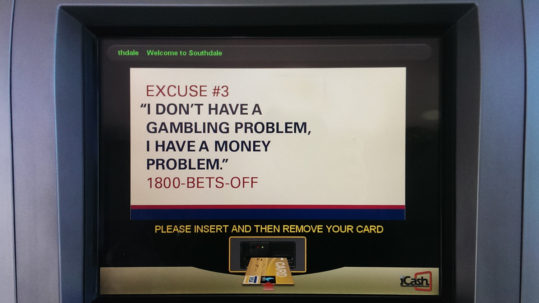 thdale Welcome to Southdale
EXCUSE #3
“I DON'T HAVE A
GAMBLING PROBLEM,
I HAVE A MONEY
PROBLEM.”
1800-BETS-OFF
PLEASE INSERT AND THEN REMOVE YOUR CARD
CARD
iCash